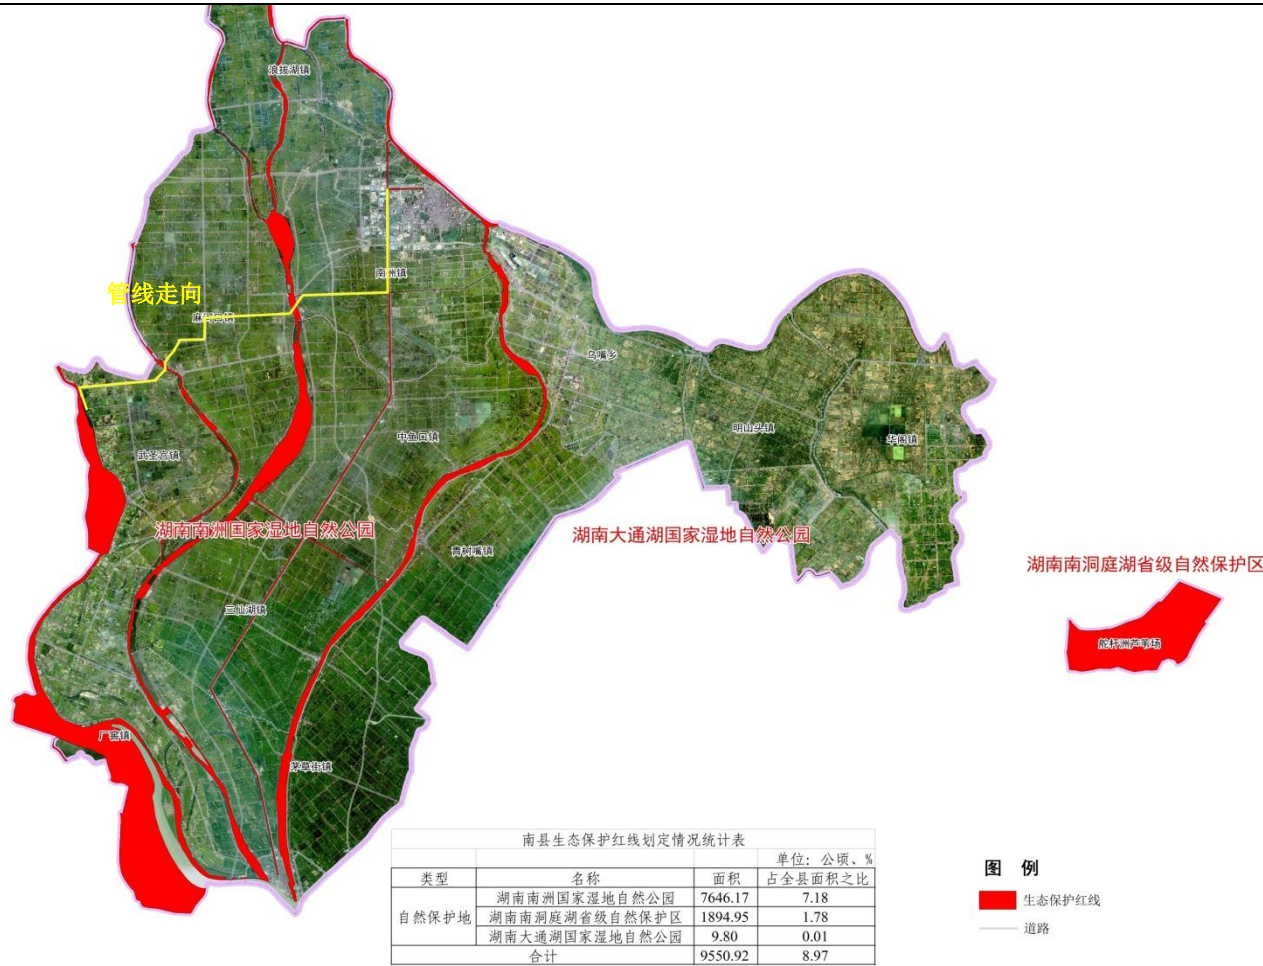 浪拔湖镇
南洲镇
管线走向
麻河口镇
乌嘴乡
明山头镇
华阁镇
中鱼口镇
武圣宫镇
湖南南洲国家湿地自然公园
湖南大通湖国家湿地自然公园
青树嘴镇
湖南南洞庭湖省级自然保护区
三仙湖镇
舵杆洲芦苇场
厂窖镇
茅草街镇
南县生态保护红线划定情况统计表
单位：公顷、%
类型 名称 面积 占全县面积之比
自然保护地
湖南南洲国家湿地自然公园 7646.17 7.18
湖南南洞庭湖省级自然保护区 1894.95 1.78
湖南大通湖国家湿地自然公园 9.80 0.01
合计 9550.92 8.97
图 例
生态保护红线
道路